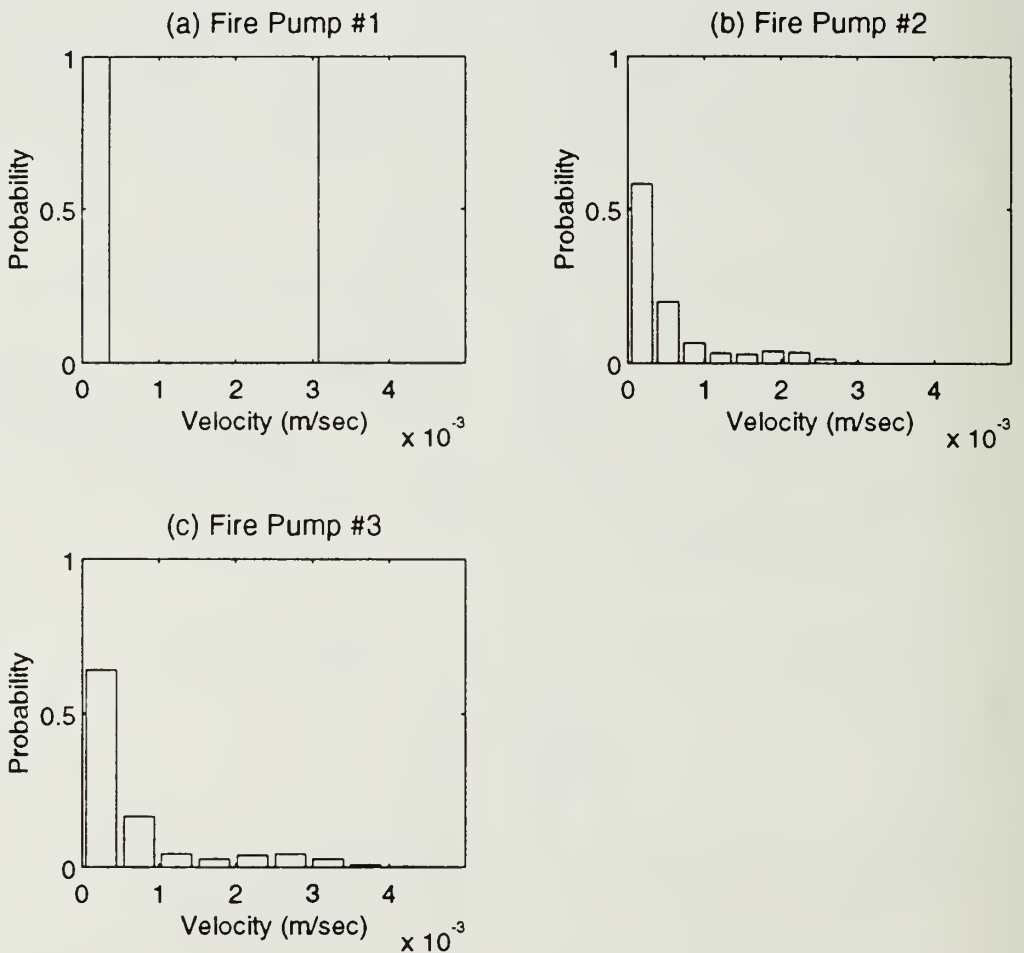 (a) Fire Pump #1
1
0.5
0
Probability
0 1 2 3 4
Velocity (m/sec)
x 10-3
(b) Fire Pump #2
1
0.5
0
Probability
0 1 2 3 4
Velocity (m/sec)
x 10-3
(c) Fire Pump #3
1
0.5
0
Probability
0 1 2 3 4
Velocity (m/sec)
x 10-3